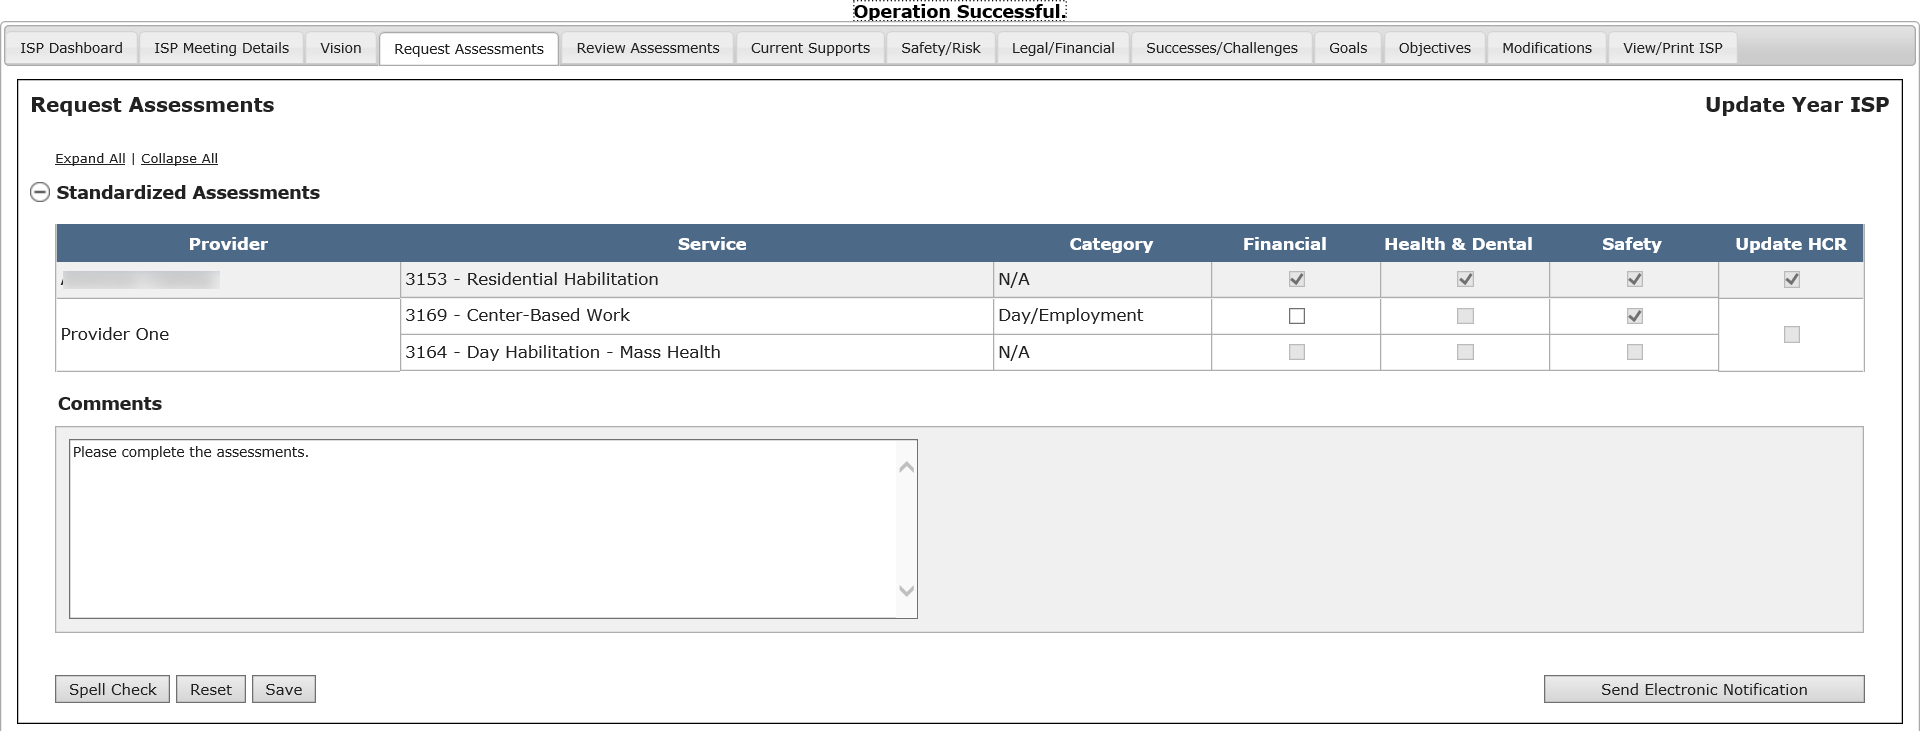 Operation Successful.
ISP Dashboard ISP Meeting Details Vision Request Assessments Review Assessments Current Supports Safety/Risk Legal/Financial Successes/Challenges Goals Objectives Modifications View/Print ISP
Request Assessments Update Year ISP
Expand All | Collapse All
Standardized Assessments
Provider Service Category Financial Health & Dental Safety Update HCR
3153 - Residential Habilitation N/A
3169 - Center-Based Work Day/Employment
Provider One
3164 - Day Habilitation - Mass Health N/A
Comments
Please complete the assessments.
Spell Check Reset Save Send Electronic Notification